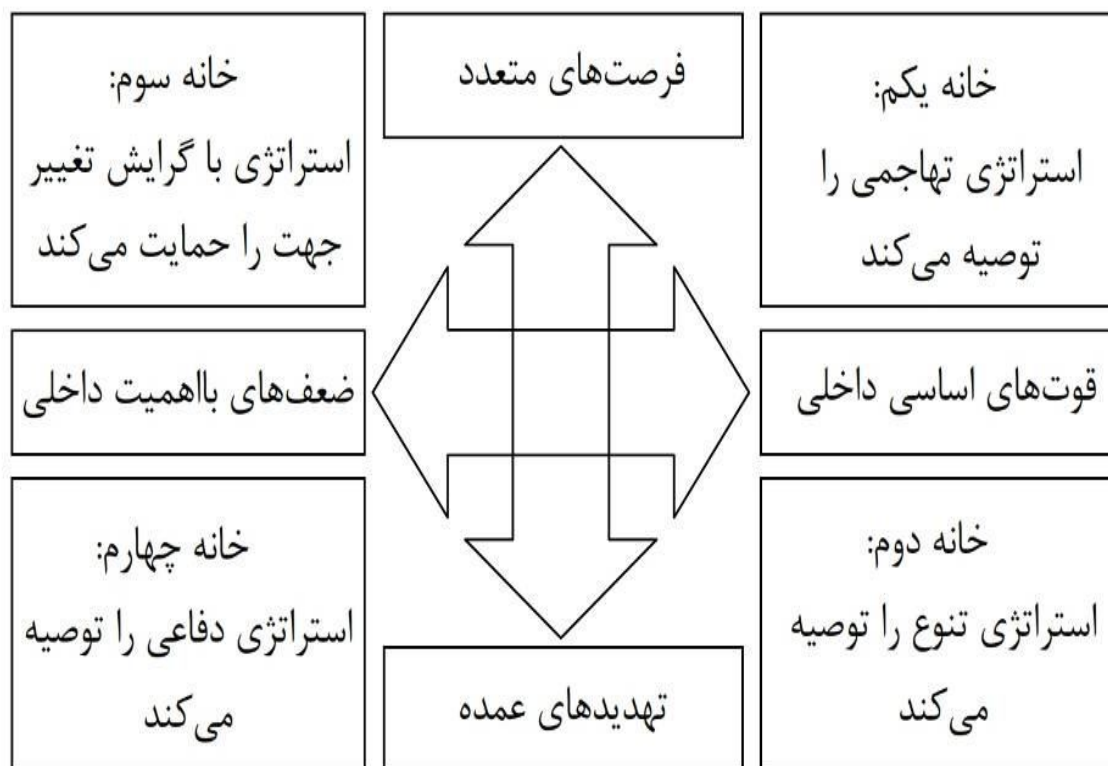 خانه یکم:
استراتژی تهاجمی را
توصیه می‌کند
فرصت‌های متعدد
خانه سوم:
استراتژی با گرایش تغییر
جهت را حمایت می‌کند
قوت‌های اساسی داخلی
ضعف‌های بااهمیت داخلی
خانه دوم:
استراتژی تنوع را توصیه
می‌کند
تهدیدهای عمده
خانه چهارم:
استراتژی دفاعی را توصیه
می‌کند